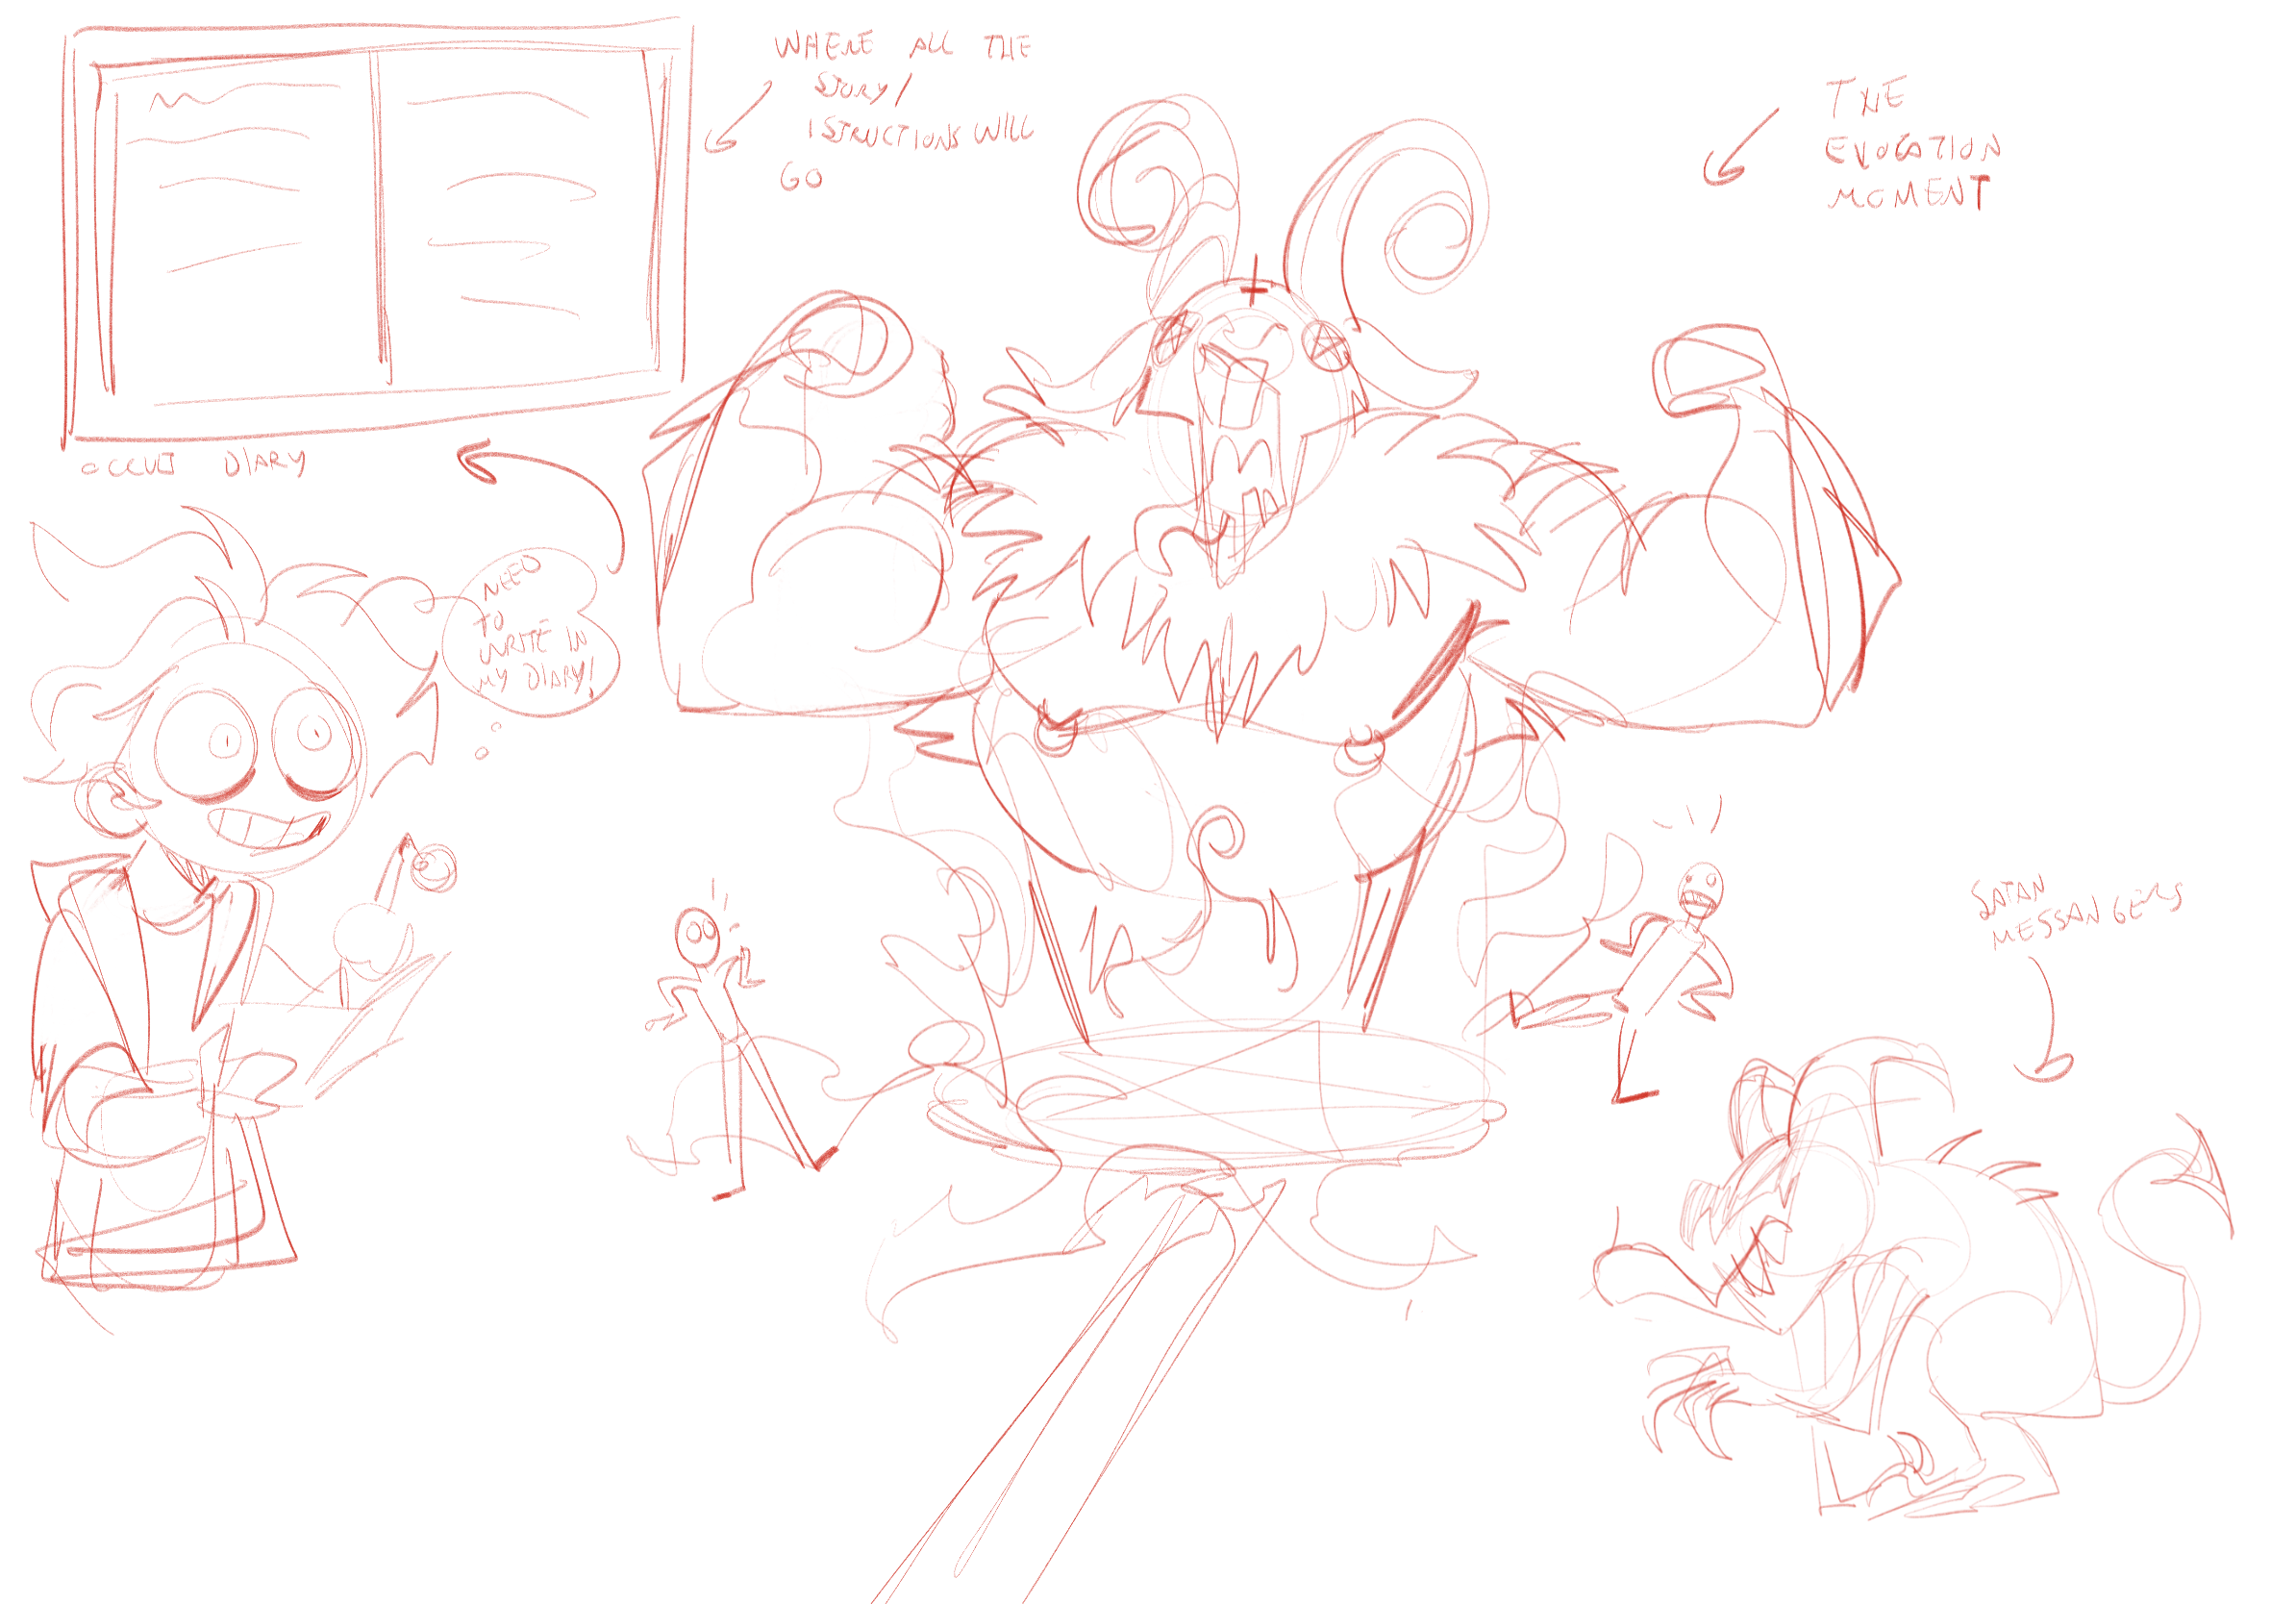 WHERE ALL THE
STORY/
ISTRUCTIONS WILL
GO
THE
EVOCATION
MOMENT
OCCULT DIARY
NEED
TO
WRITE IN
MY DIARY!
SATAN
MESSANGERS